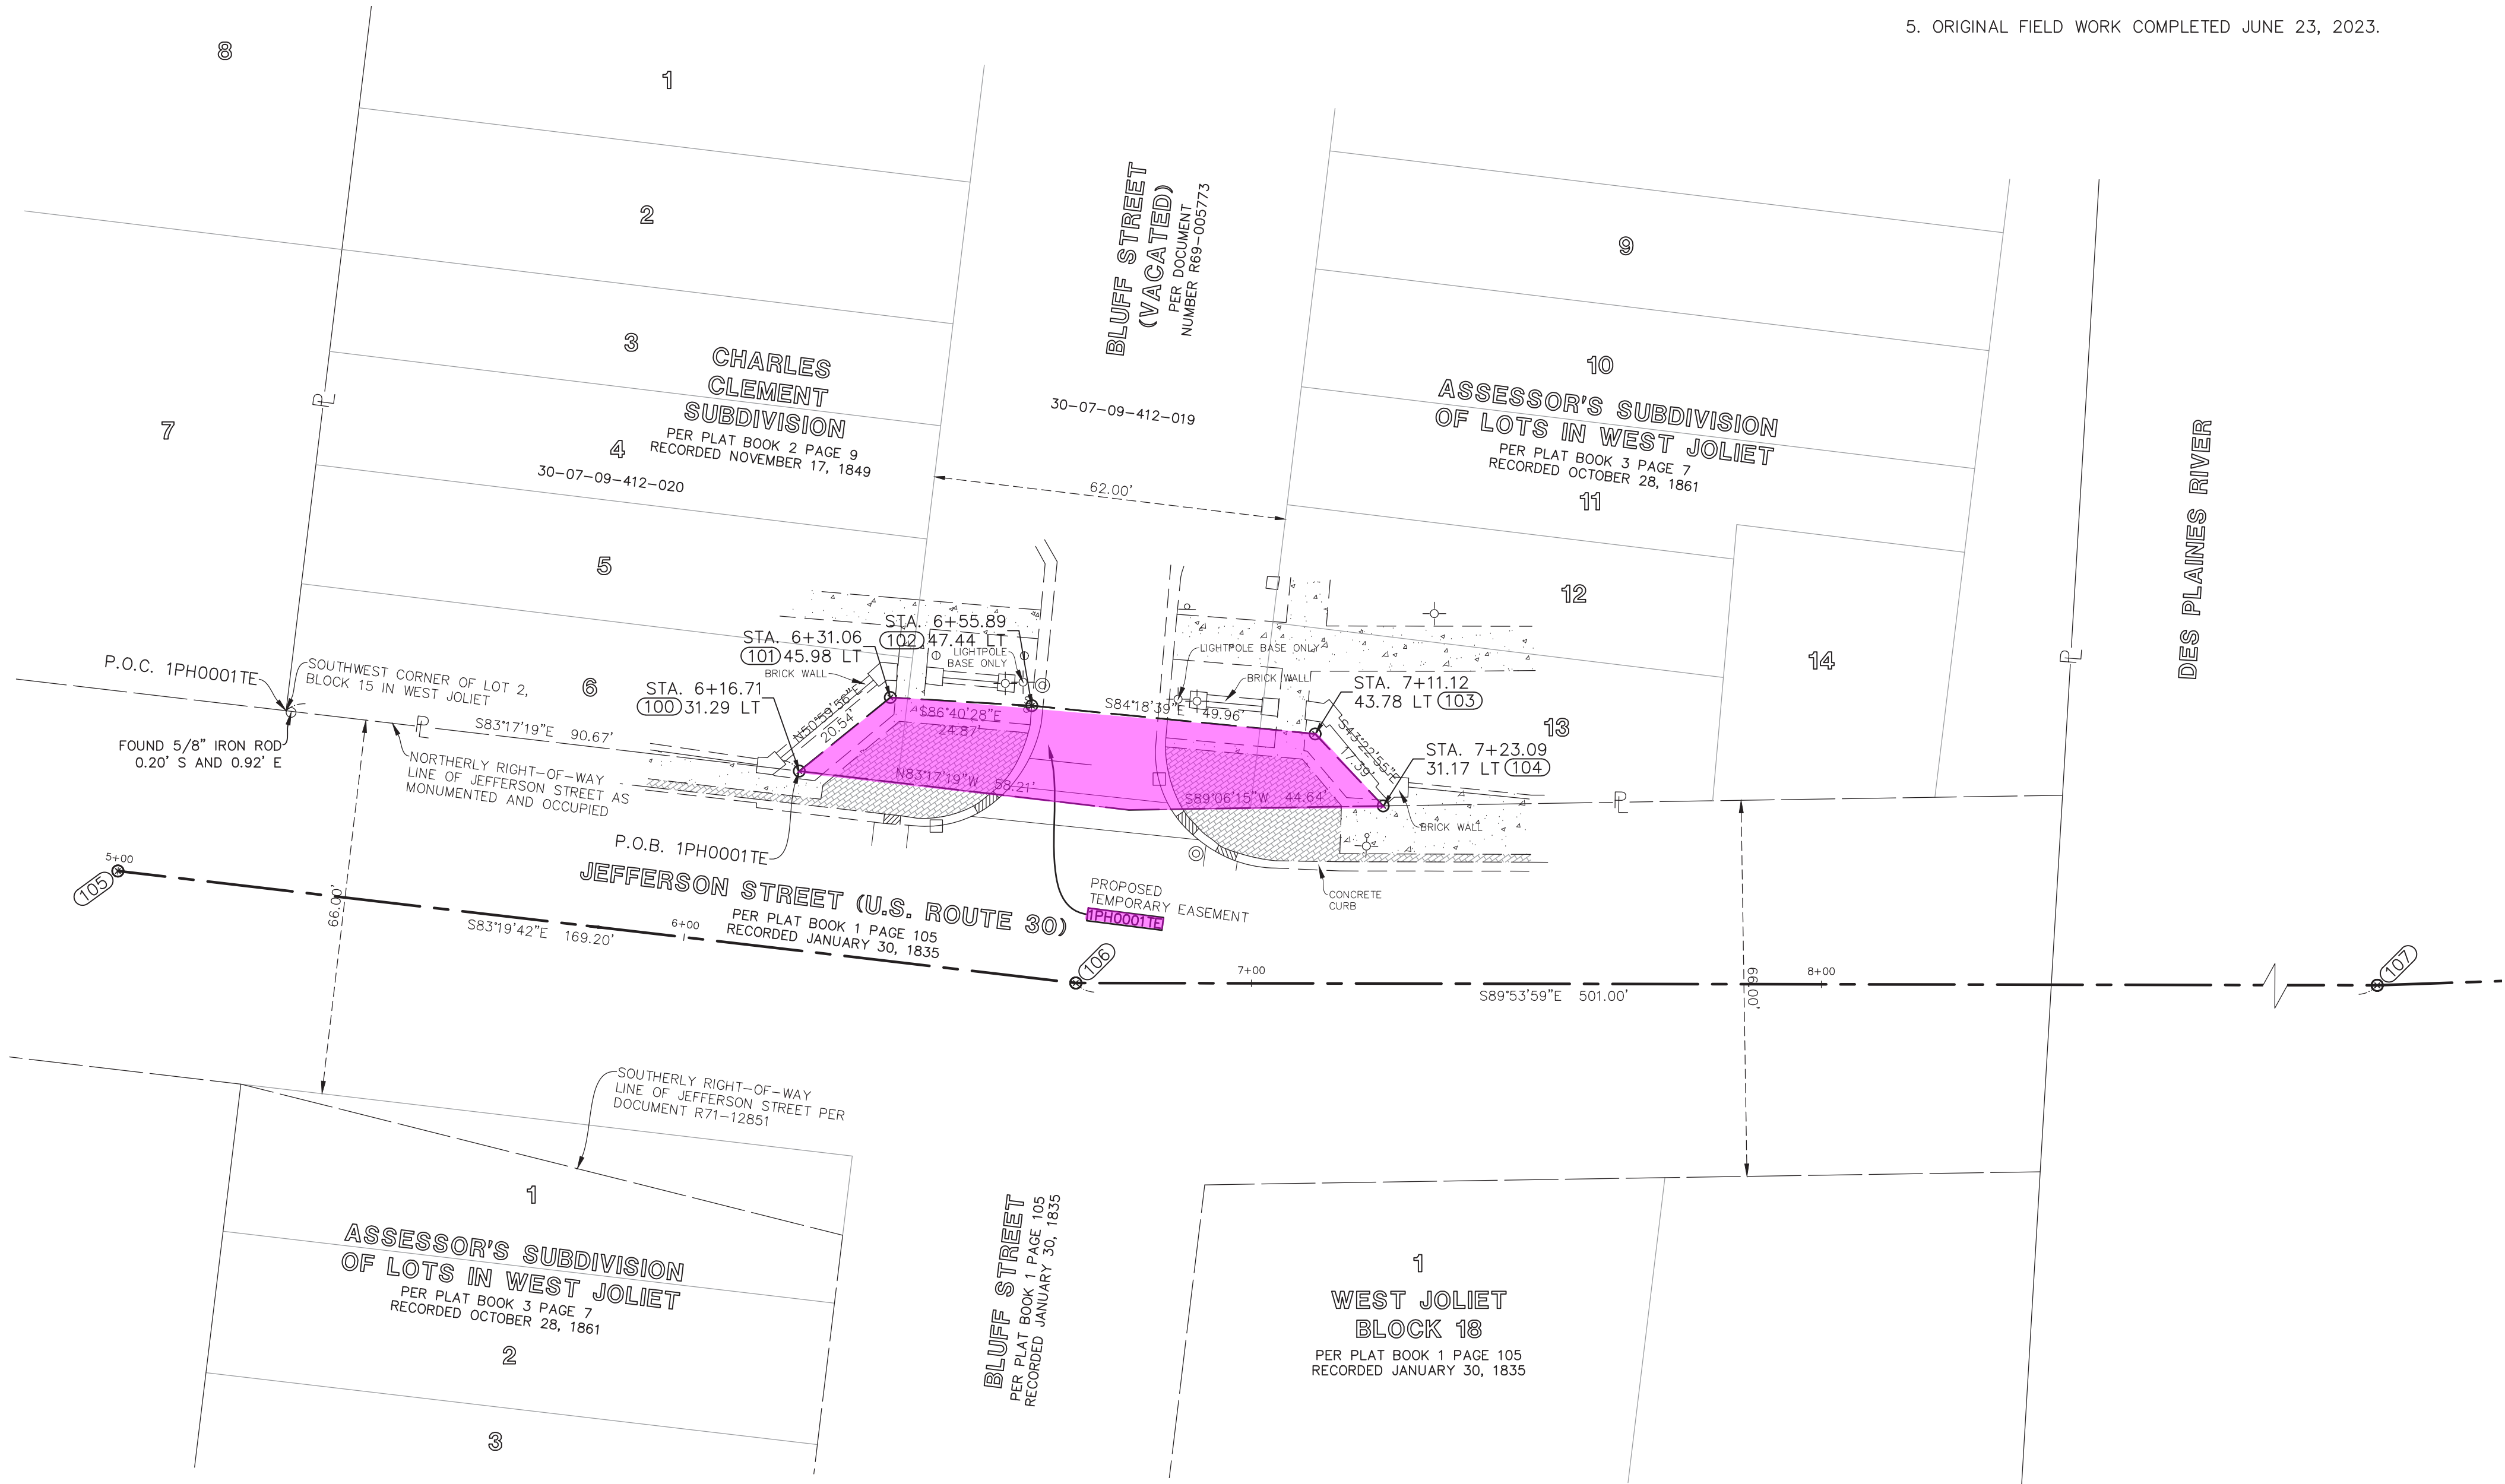 5. ORIGINAL FIELD WORK COMPLETED JUNE 23, 2023.
8
1
2
3
CHARLES
CLEMENT
SUBDIVISION
PER PLAT BOOK 2 PAGE 9
RECORDED NOVEMBER 17, 1849
4
30-07-09-412-020
5
6
7
BLUFF STREET
(VACATED)
PER DOCUMENT
NUMBER R69-005773
30-07-09-412-019
62.00'
9
10
ASSESSOR'S SUBDIVISION
OF LOTS IN WEST JOLIET
PER PLAT BOOK 3 PAGE 7
RECORDED OCTOBER 28, 1861
11
12
13
14
DES PLAINES RIVER
PL
PL
PL
PL
P.O.C. 1PH0001TE
SOUTHWEST CORNER OF LOT 2,
BLOCK 15 IN WEST JOLIET
FOUND 5/8" IRON ROD
0.20' S AND 0.92' E
S83°17'19"E 90.67'
NORTHERLY RIGHT-OF-WAY
LINE OF JEFFERSON STREET AS
MONUMENTED AND OCCUPIED
STA. 6+16.71
100 31.29 LT
STA. 6+31.06
101 45.98 LT
BRICK WALL
STA. 6+55.89
102 47.44 LT
LIGHTPOLE
BASE ONLY
LIGHTPOLE BASE ONLY
BRICK WALL
STA. 7+11.12
43.78 LT 103
STA. 7+23.09
31.17 LT 104
BRICK WALL
N50°59'56"E
20.54'
S86°40'28"E
24.87'
S84°18'39"E 49.96'
S43°22'55"E
17.39'
N83°17'19"W 58.21'
S89°06'15"W 44.64'
P.O.B. 1PH0001TE
PROPOSED
TEMPORARY EASEMENT
1PH0001TE
CONCRETE
CURB
5+00
105
66.00'
S83°19'42"E 169.20'
6+00
JEFFERSON STREET (U.S. ROUTE 30)
PER PLAT BOOK 1 PAGE 105
RECORDED JANUARY 30, 1835
106
7+00
S89°53'59"E 501.00'
66.00'
8+00
107
SOUTHERLY RIGHT-OF-WAY
LINE OF JEFFERSON STREET PER
DOCUMENT R71-12851
1
ASSESSOR'S SUBDIVISION
OF LOTS IN WEST JOLIET
PER PLAT BOOK 3 PAGE 7
RECORDED OCTOBER 28, 1861
2
3
BLUFF STREET
PER PLAT BOOK 1 PAGE 105
RECORDED JANUARY 30, 1835
1
WEST JOLIET
BLOCK 18
PER PLAT BOOK 1 PAGE 105
RECORDED JANUARY 30, 1835